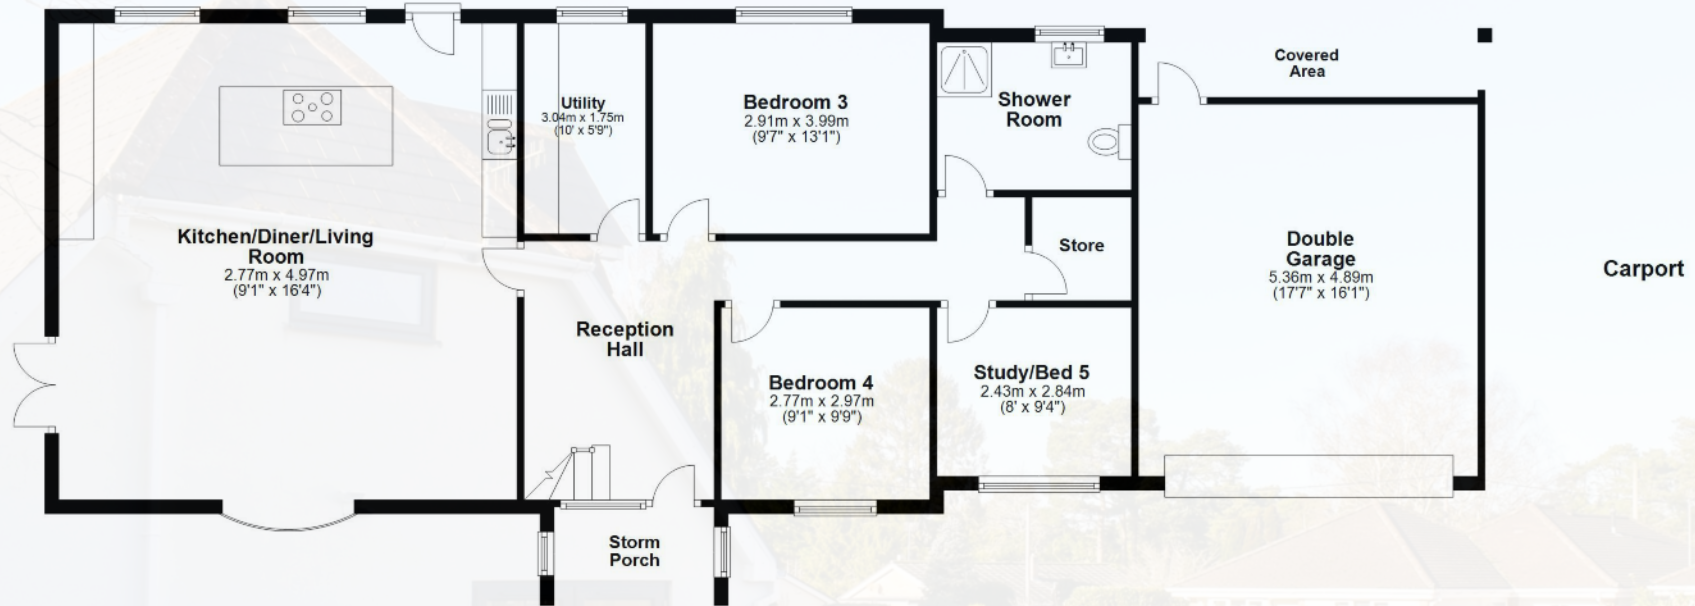 Kitchen/Diner/Living
Room
2.77m x 4.97m
(9'1" x 16'4")
Utility
3.04m x 1.75m
(10' x 5'9")
Bedroom 3
2.91m x 3.99m
(9'7" x 13'1")
Shower
Room
Covered
Area
Store
Double
Garage
5.36m x 4.89m
(17'7" x 16'1")
Carport
Reception
Hall
Bedroom 4
2.77m x 2.97m
(9'1" x 9'9")
Study/Bed 5
2.43m x 2.84m
(8' x 9'4")
Storm
Porch